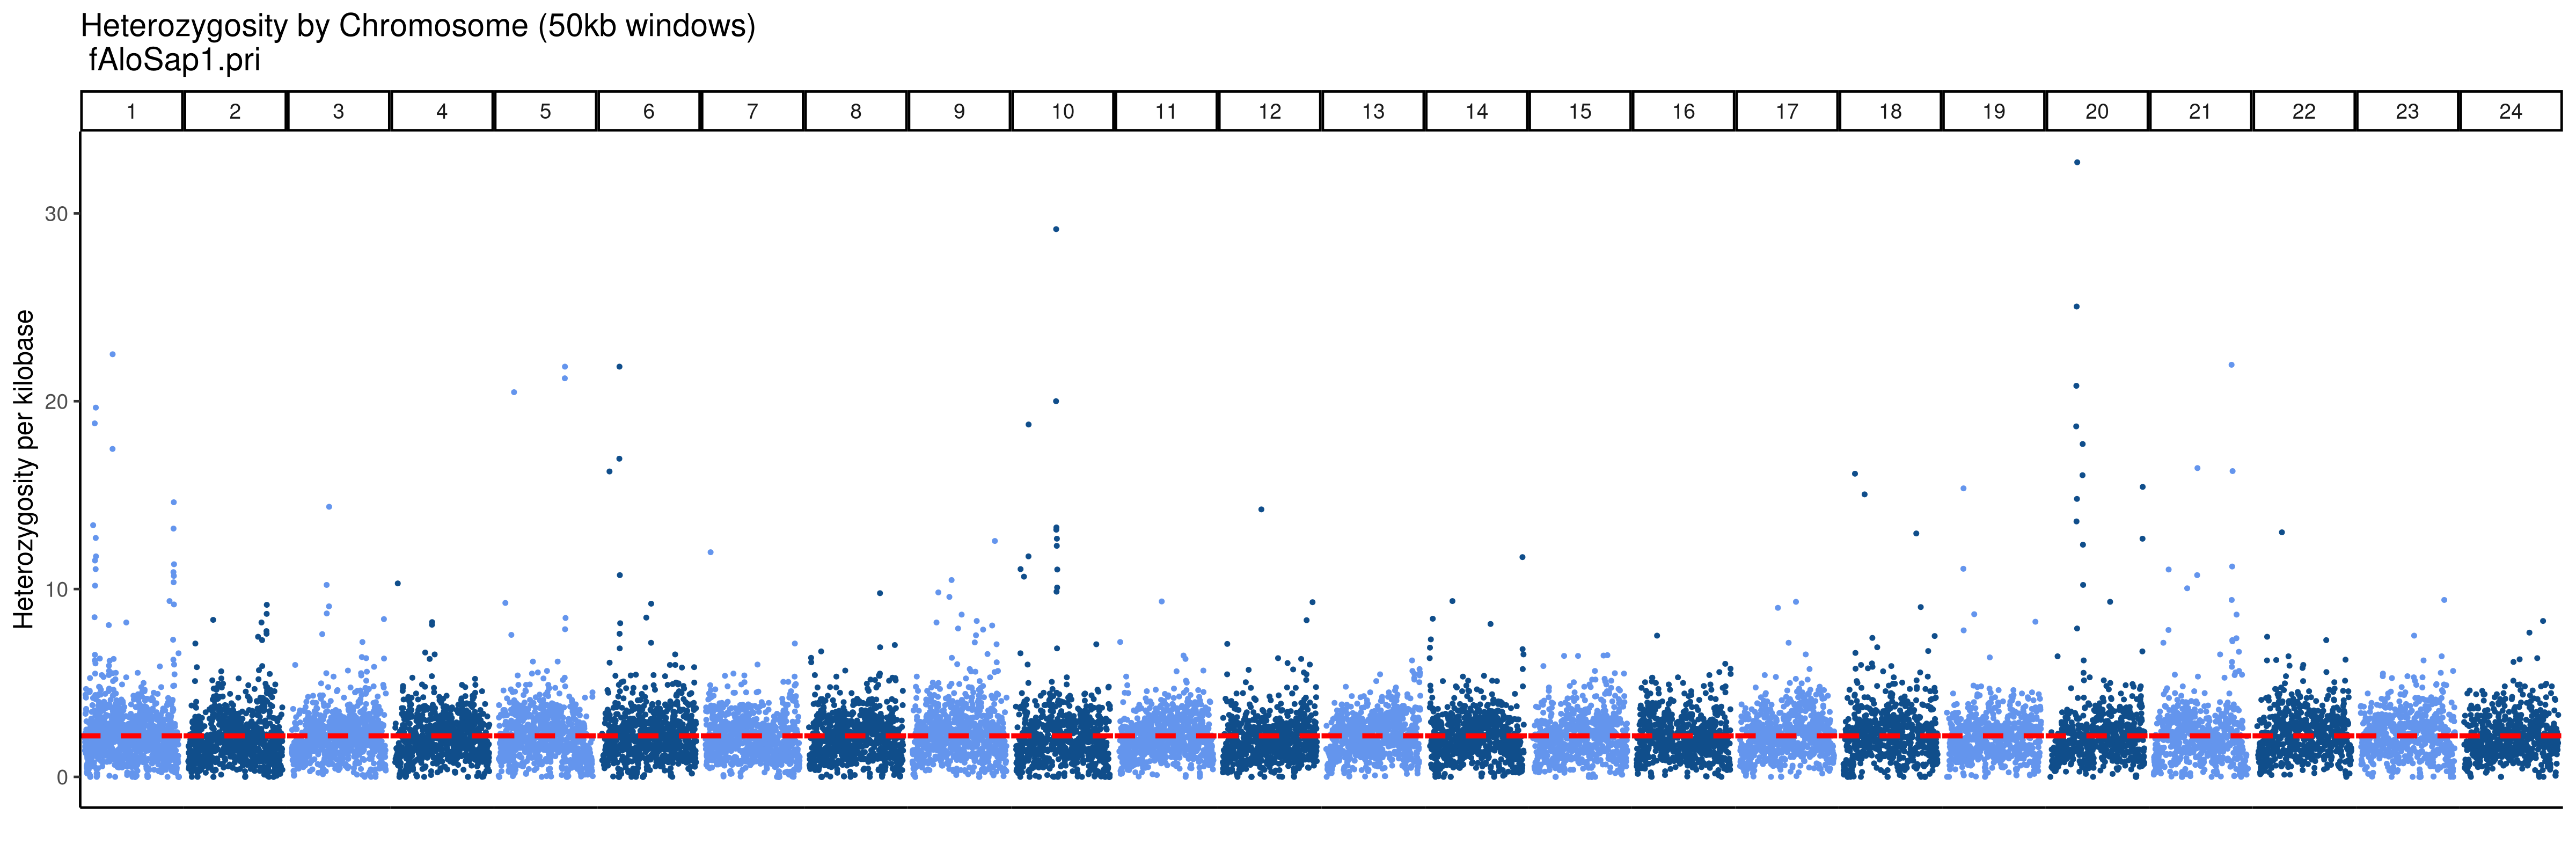 Heterozygosity by Chromosome (50kb windows)
fAloSap1.pri
1 2 3 4 5 6 7 8 9 10 11 12 13 14 15 16 17 18 19 20 21 22 23 24
Heterozygosity per kilobase
30
20
10
0